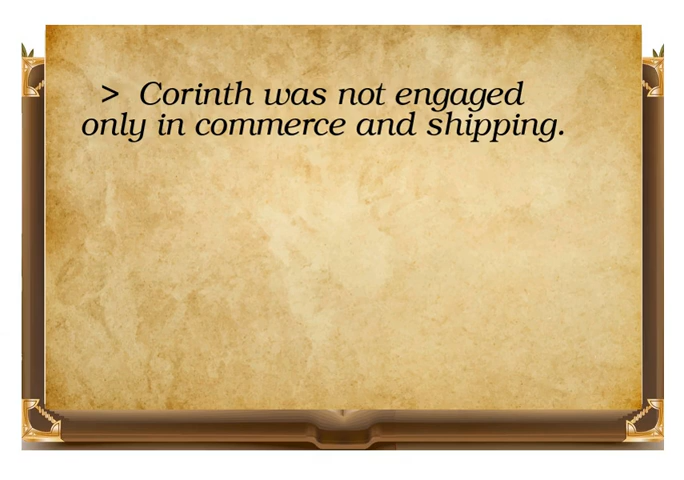 > Corinth was not engaged
only in commerce and shipping.